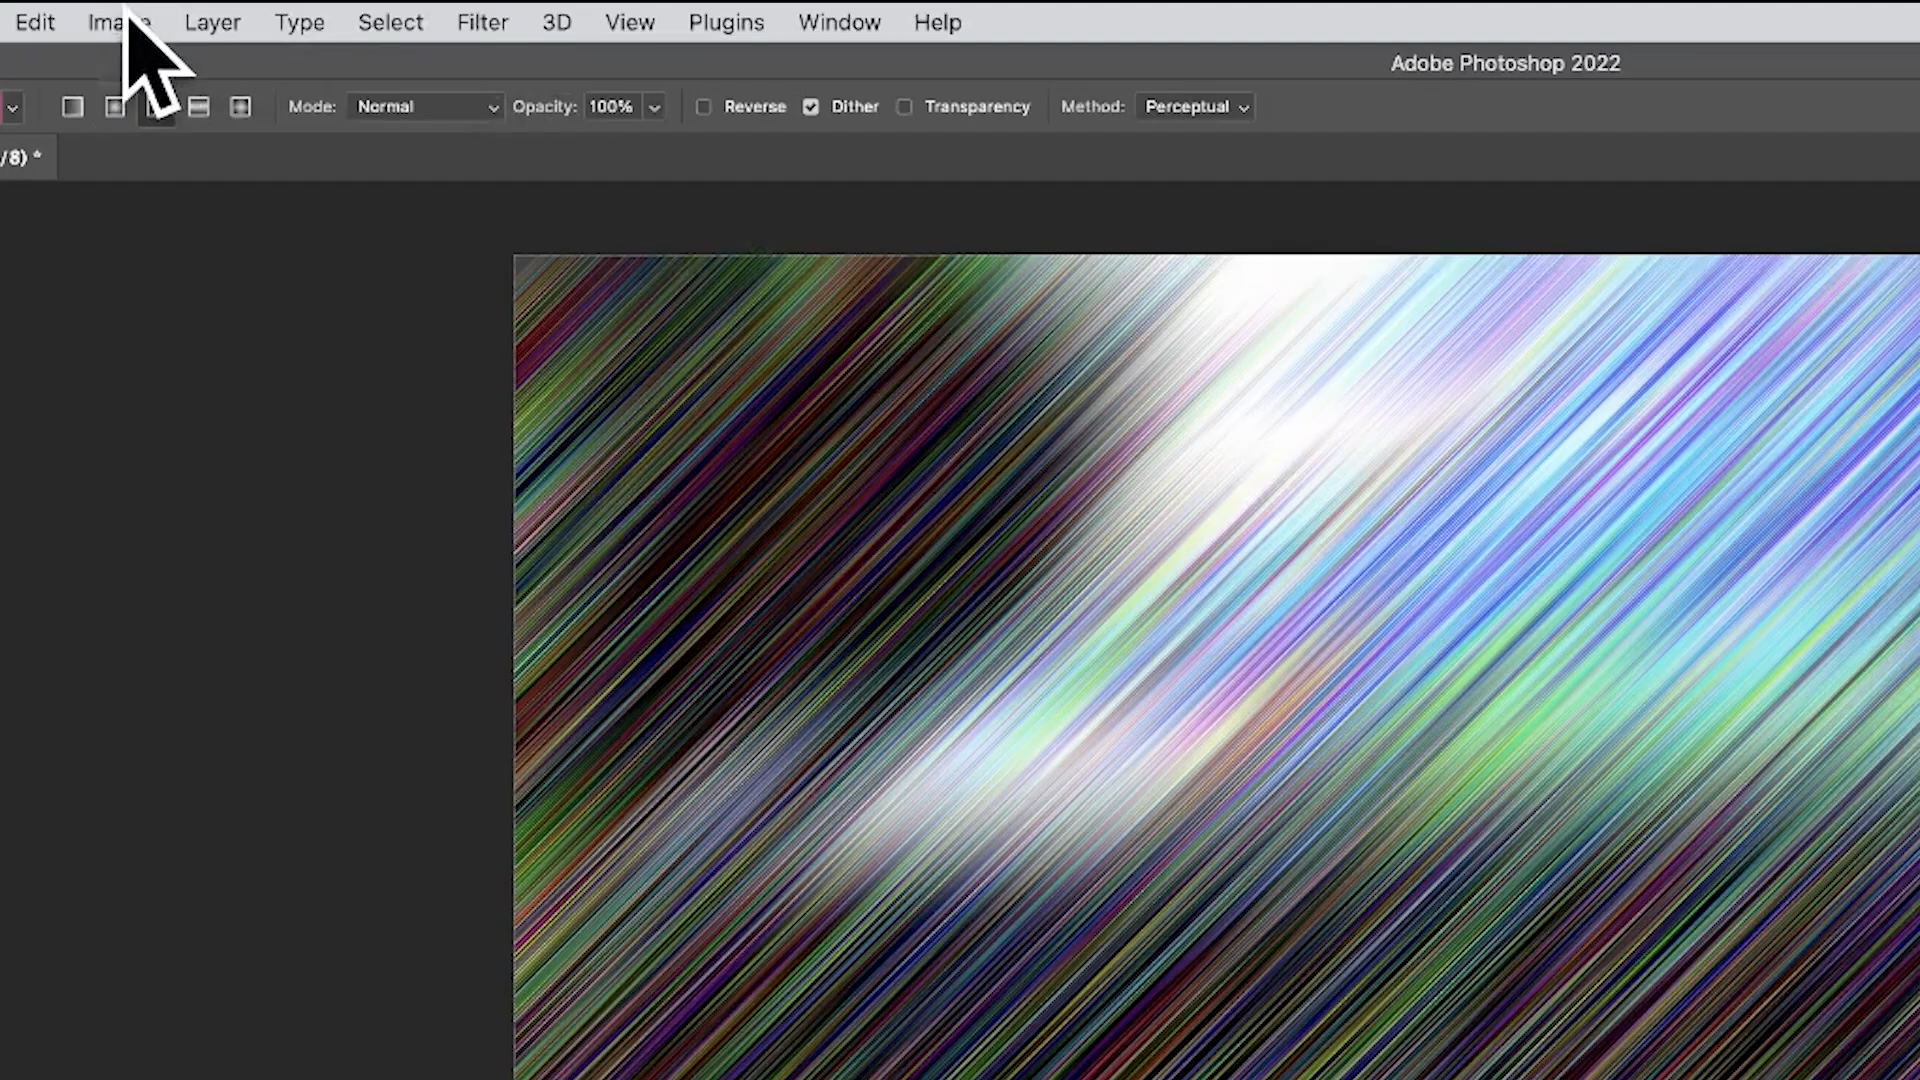 Edit Layer Type Select Filter 3D View Plugins Window Help
Adobe Photoshop 2022
Mode: Normal Opacity: 100% Reverse Dither Transparency Method: Perceptual
/8) *